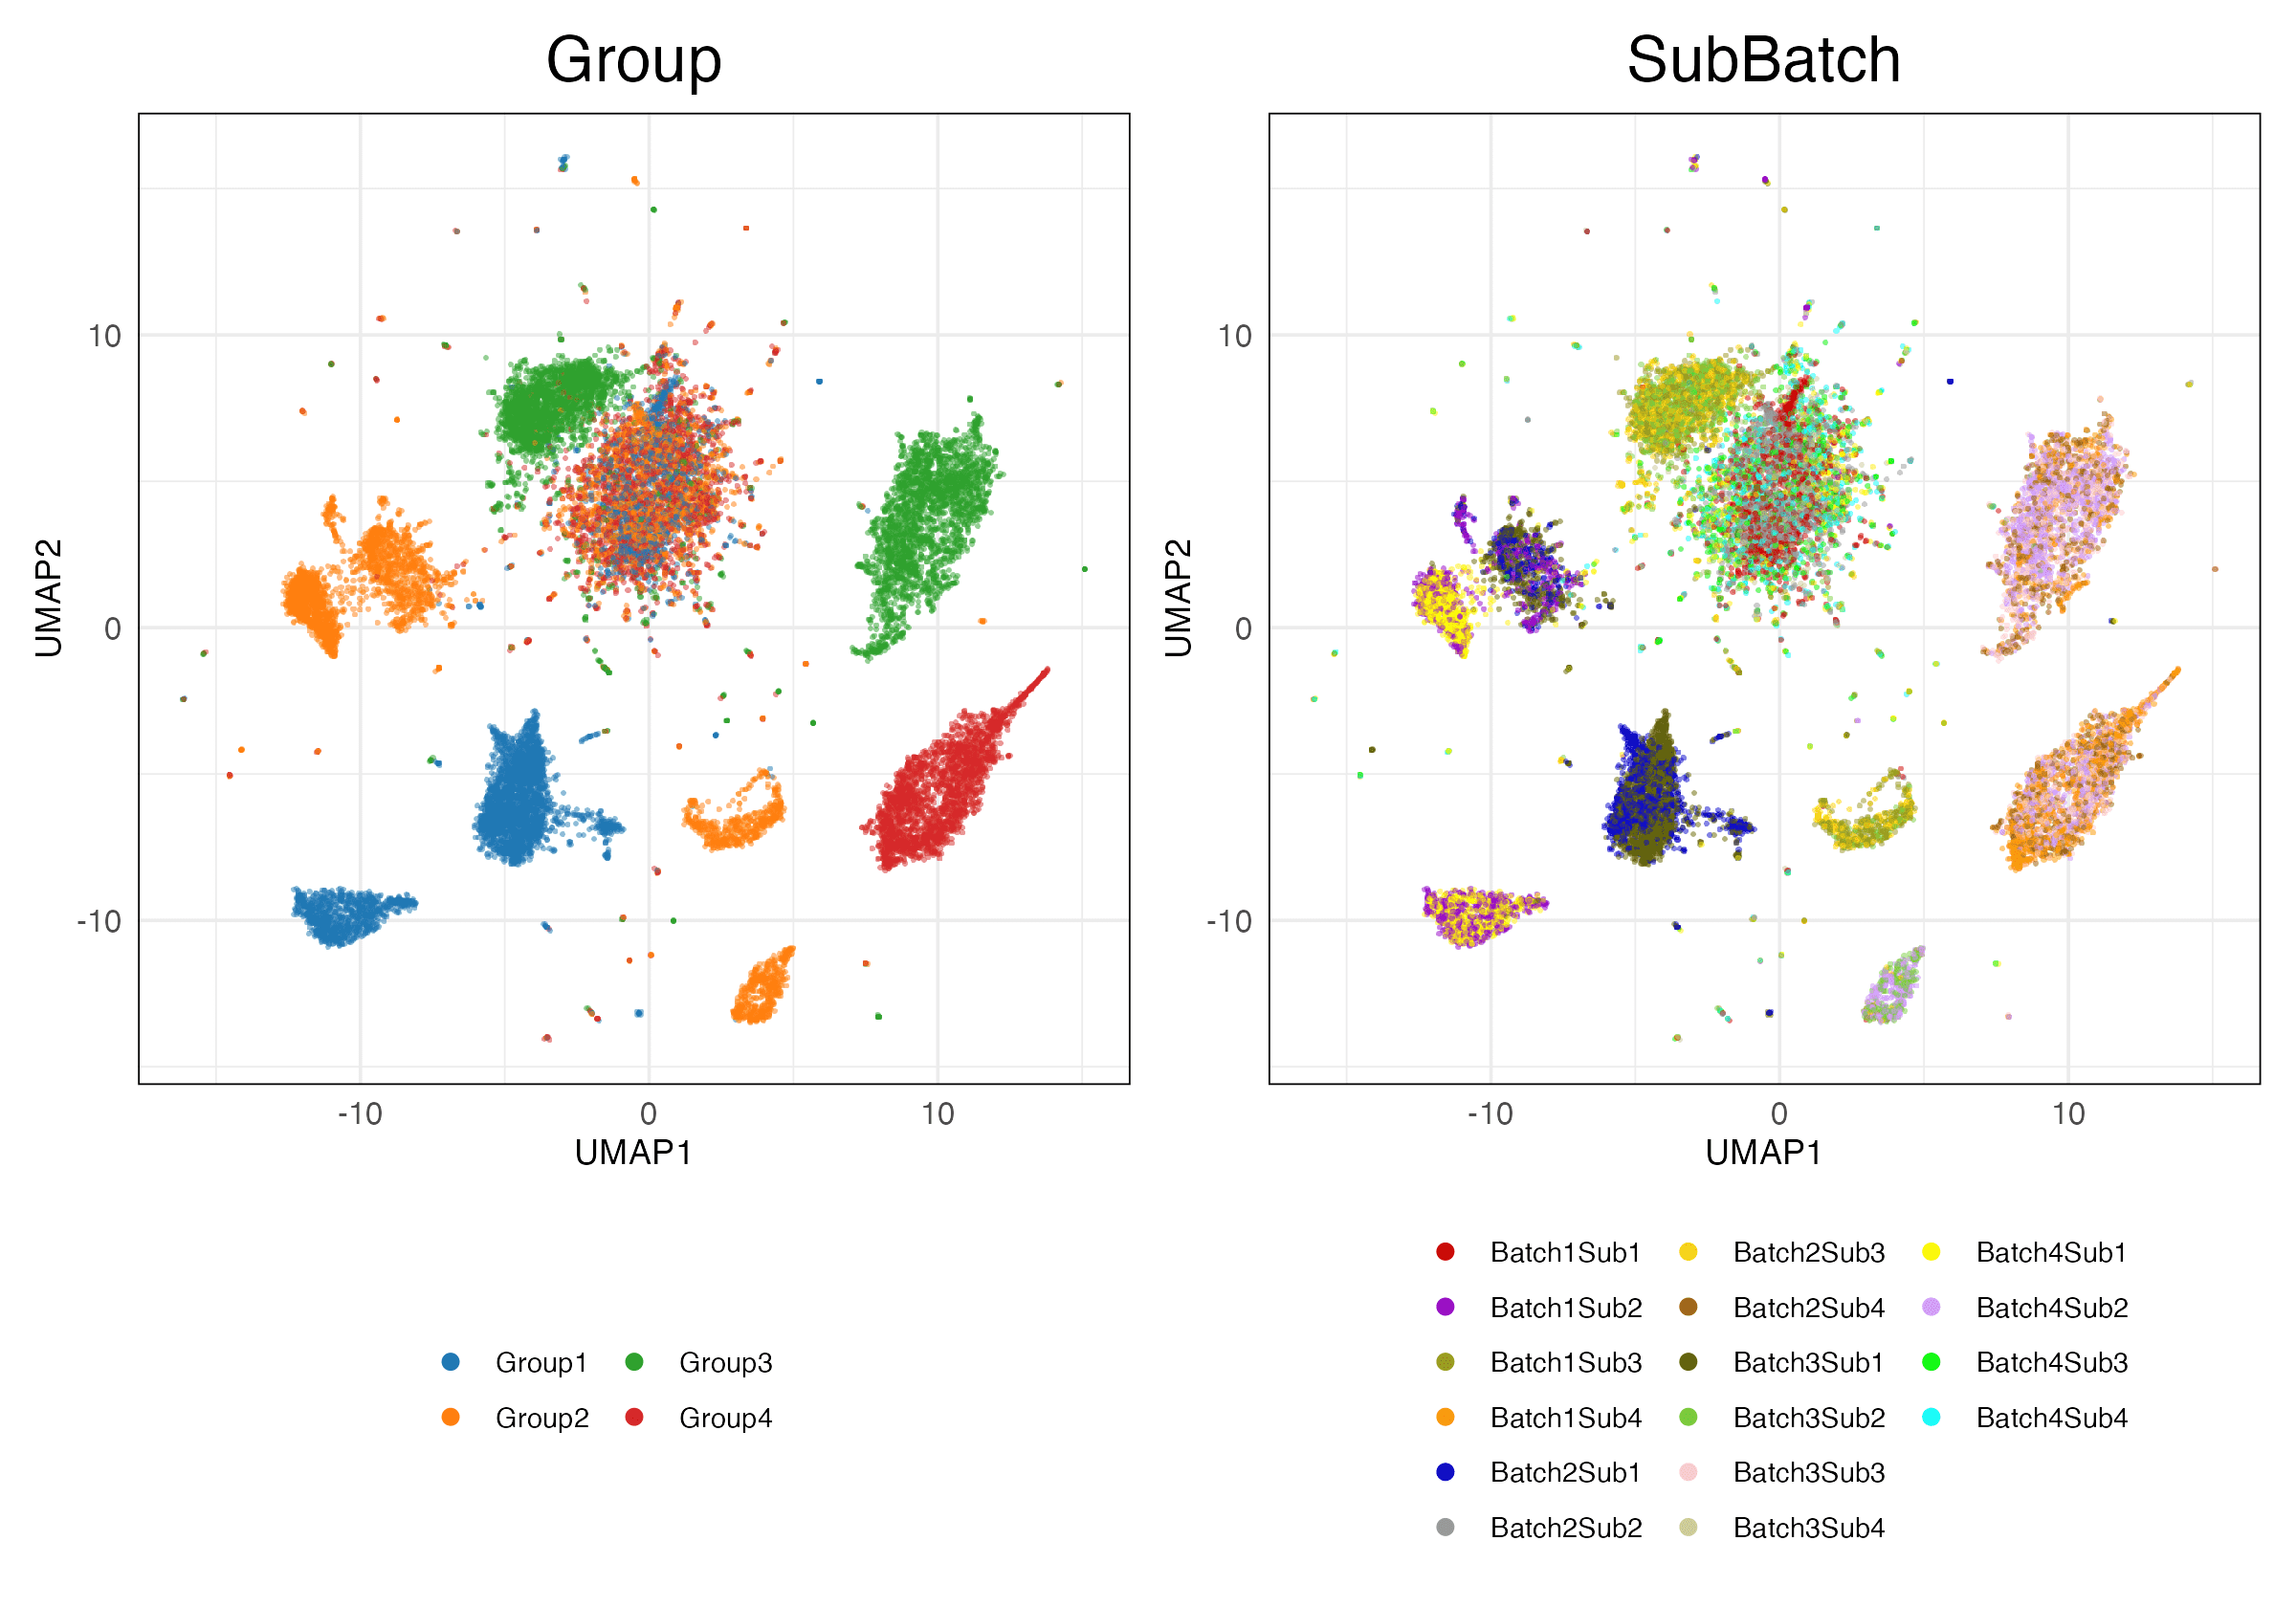 Group
SubBatch
10
0
-10
UMAP2
-10 0 10
UMAP1
10
0
-10
UMAP2
-10 0 10
UMAP1
Group1 Group3
Group2 Group4
Batch1Sub1 Batch2Sub3 Batch4Sub1
Batch1Sub2 Batch2Sub4 Batch4Sub2
Batch1Sub3 Batch3Sub1 Batch4Sub3
Batch1Sub4 Batch3Sub2 Batch4Sub4
Batch2Sub1 Batch3Sub3
Batch2Sub2 Batch3Sub4